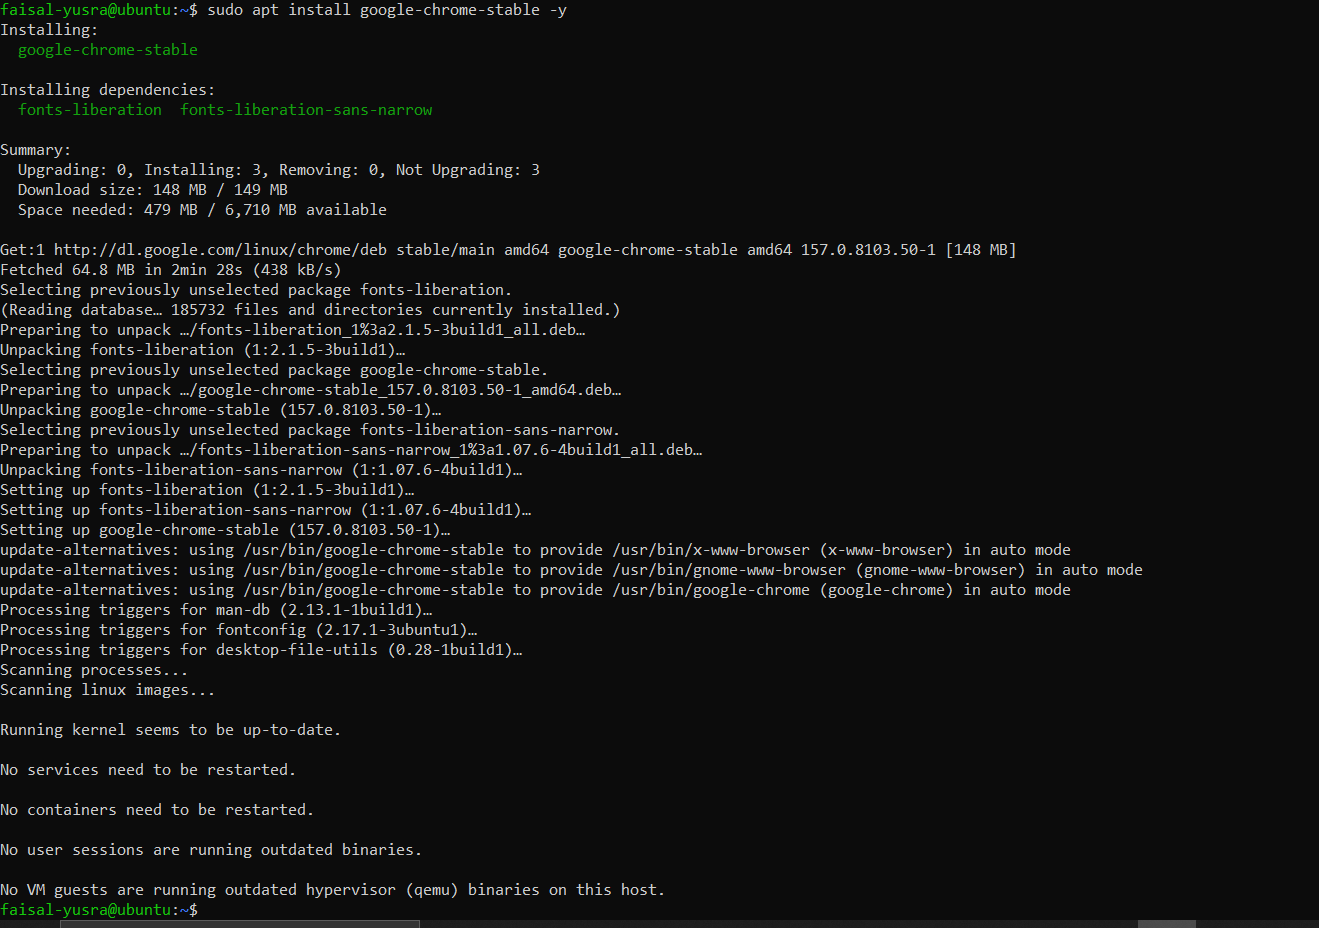 faisal-yusra@ubuntu:~$ sudo apt install google-chrome-stable -y
Installing:
  google-chrome-stable

Installing dependencies:
  fonts-liberation  fonts-liberation-sans-narrow

Summary:
  Upgrading: 0, Installing: 3, Removing: 0, Not Upgrading: 3
  Download size: 148 MB / 149 MB
  Space needed: 479 MB / 6,710 MB available

Get:1 http://dl.google.com/linux/chrome/deb stable/main amd64 google-chrome-stable amd64 157.0.8103.50-1 [148 MB]
Fetched 64.8 MB in 2min 28s (438 kB/s)
Selecting previously unselected package fonts-liberation.
(Reading database… 185732 files and directories currently installed.)
Preparing to unpack …/fonts-liberation_1%3a2.1.5-3build1_all.deb…
Unpacking fonts-liberation (1:2.1.5-3build1)…
Selecting previously unselected package google-chrome-stable.
Preparing to unpack …/google-chrome-stable_157.0.8103.50-1_amd64.deb…
Unpacking google-chrome-stable (157.0.8103.50-1)…
Selecting previously unselected package fonts-liberation-sans-narrow.
Preparing to unpack …/fonts-liberation-sans-narrow_1%3a1.07.6-4build1_all.deb…
Unpacking fonts-liberation-sans-narrow (1:1.07.6-4build1)…
Setting up fonts-liberation (1:2.1.5-3build1)…
Setting up fonts-liberation-sans-narrow (1:1.07.6-4build1)…
Setting up google-chrome-stable (157.0.8103.50-1)…
update-alternatives: using /usr/bin/google-chrome-stable to provide /usr/bin/x-www-browser (x-www-browser) in auto mode
update-alternatives: using /usr/bin/google-chrome-stable to provide /usr/bin/gnome-www-browser (gnome-www-browser) in auto mode
update-alternatives: using /usr/bin/google-chrome-stable to provide /usr/bin/google-chrome (google-chrome) in auto mode
Processing triggers for man-db (2.13.1-1build1)…
Processing triggers for fontconfig (2.17.1-3ubuntu1)…
Processing triggers for desktop-file-utils (0.28-1build1)…
Scanning processes...
Scanning linux images...

Running kernel seems to be up-to-date.

No services need to be restarted.

No containers need to be restarted.

No user sessions are running outdated binaries.

No VM guests are running outdated hypervisor (qemu) binaries on this host.
faisal-yusra@ubuntu:~$